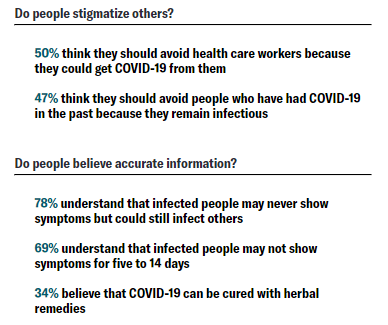 Do people stigmatize others?
50% think they should avoid health care workers because
they could get COVID-19 from them
47% think they should avoid people who have had COVID-19
in the past because they remain infectious
Do people believe accurate information?
78% understand that infected people may never show
symptoms but could still infect others
69% understand that infected people may not show
symptoms for five to 14 days
34% believe that COVID-19 can be cured with herbal
remedies